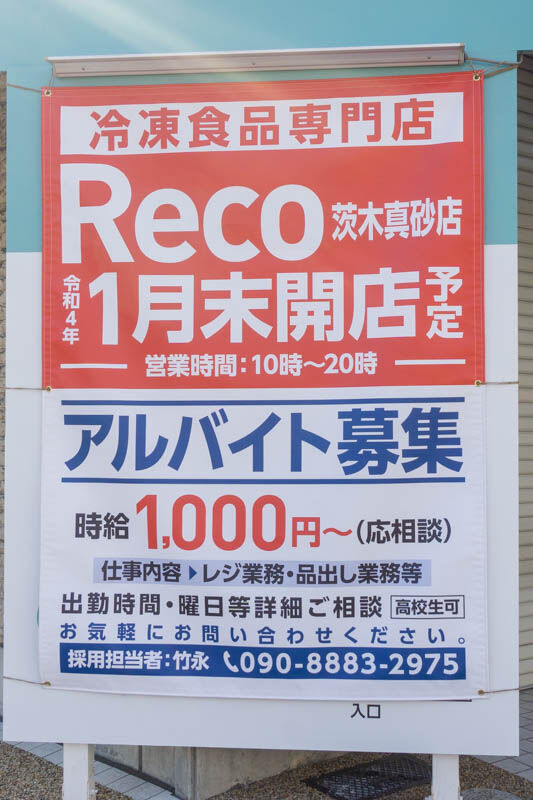 冷凍食品専門店
Reco 茨木真砂店
令和4年 1月末開店予定
営業時間：10時〜20時
アルバイト募集
時給1,000円〜（応相談）
仕事内容▶レジ業務・品出し業務等
出勤時間・曜日等詳細ご相談 高校生可
お気軽にお問い合わせください。
採用担当者：竹永 090-8883-2975
入口